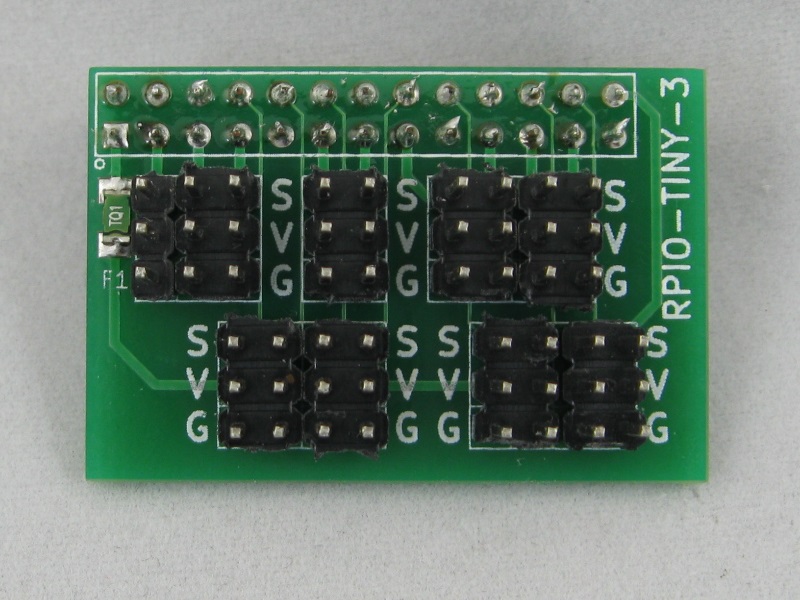 RPIO-TINY-3
TQ1
F1
S S S
V V V
G G G
S S S S
V V V V
G G G G